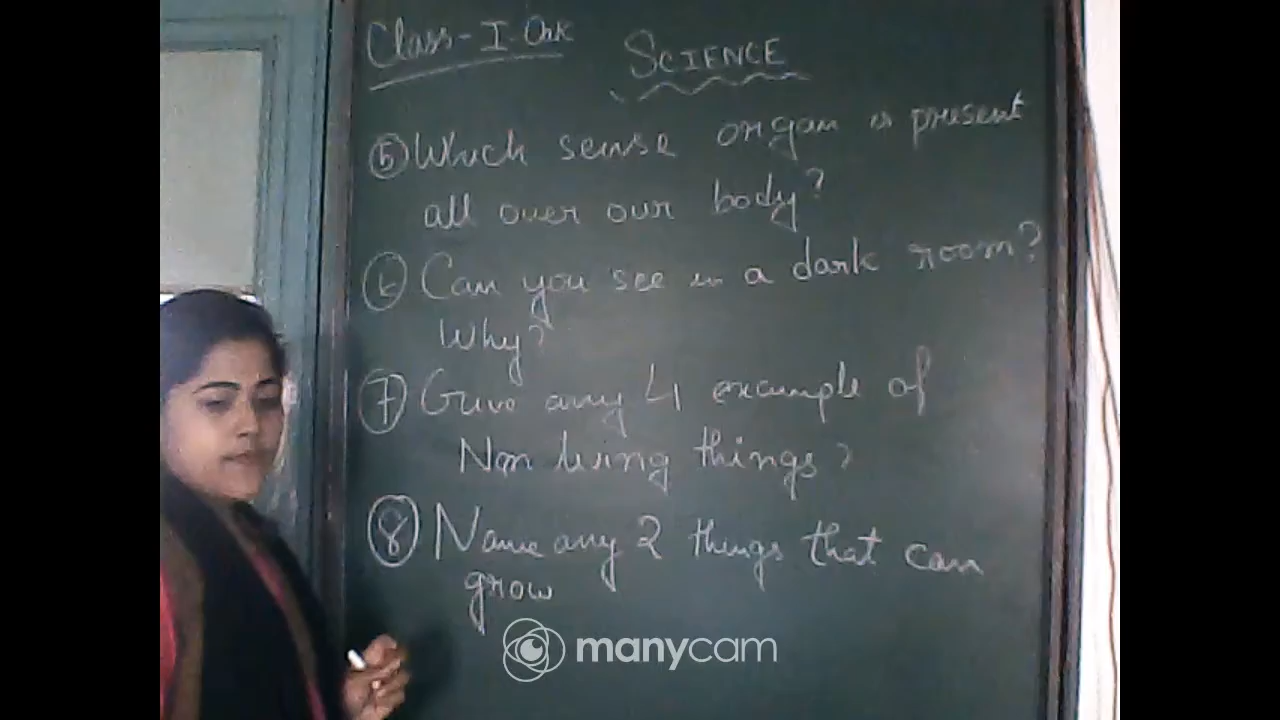 Class-I
SCIENCE
5 Which sense organ is present
all over our body?
6 Can you see in a dark room?
Why?
7 Give any 4 example of
Non living things?
8 Name any 2 things that can
grow
manycam